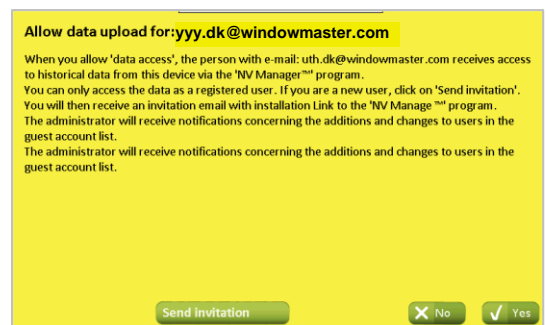 Allow data upload for:yyy.dk@windowmaster.com
When you allow 'data access', the person with e-mail: uth.dk@windowmaster.com receives access
to historical data from this device via the 'NV Manager™' program.
You can only access the data as a registered user. If you are a new user, click on 'Send invitation'.
You will then receive an invitation email with installation Link to the 'NV Manage ™' program.
The administrator will receive notifications concerning the additions and changes to users in the
guest account list.
The administrator will receive notifications concerning the additions and changes to users in the
guest account list.
Send invitation No Yes